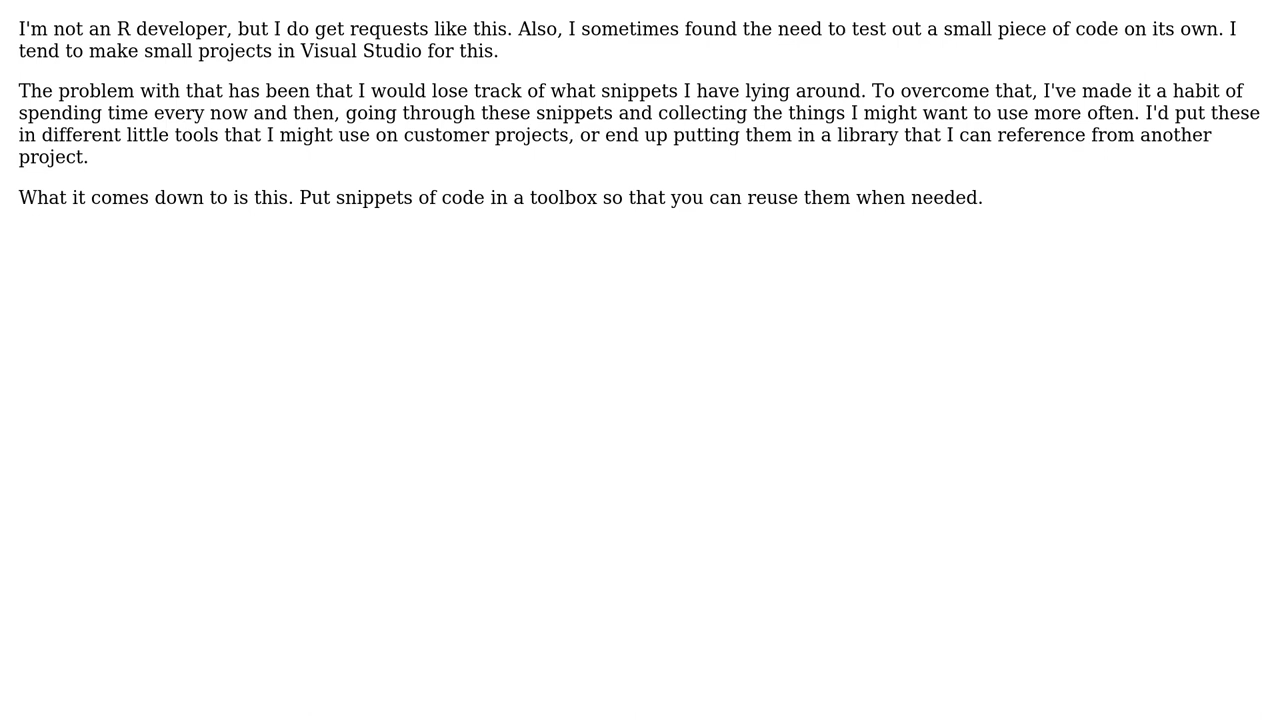 I'm not an R developer, but I do get requests like this. Also, I sometimes found the need to test out a small piece of code on its own. I
tend to make small projects in Visual Studio for this.
The problem with that has been that I would lose track of what snippets I have lying around. To overcome that, I've made it a habit of
spending time every now and then, going through these snippets and collecting the things I might want to use more often. I'd put these
in different little tools that I might use on customer projects, or end up putting them in a library that I can reference from another
project.
What it comes down to is this. Put snippets of code in a toolbox so that you can reuse them when needed.